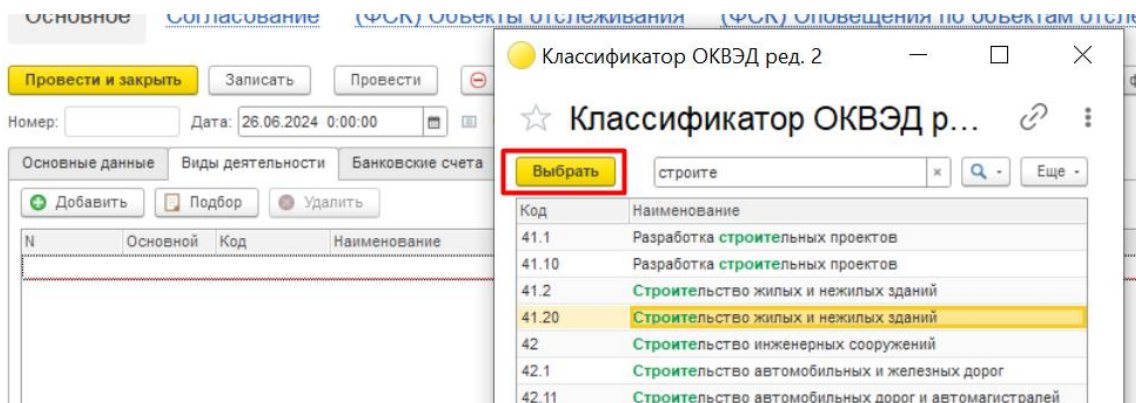 Основное Согласование (ФСК) Объекты отслеживания (ФСК) Оповещения по объектам отсле
Провести и закрыть Записать Провести
Номер: Дата: 26.06.2024 0:00:00
Основные данные Виды деятельности Банковские счета
Добавить Подбор Удалить
N Основной Код Наименование
Классификатор ОКВЭД ред. 2
Классификатор ОКВЭД р...
Выбрать строите × Еще
Код Наименование
41.1 Разработка строительных проектов
41.10 Разработка строительных проектов
41.2 Строительство жилых и нежилых зданий
41.20 Строительство жилых и нежилых зданий
42 Строительство инженерных сооружений
42.1 Строительство автомобильных и железных дорог
42.11 Строительство автомобильных дорог и автомагистралей